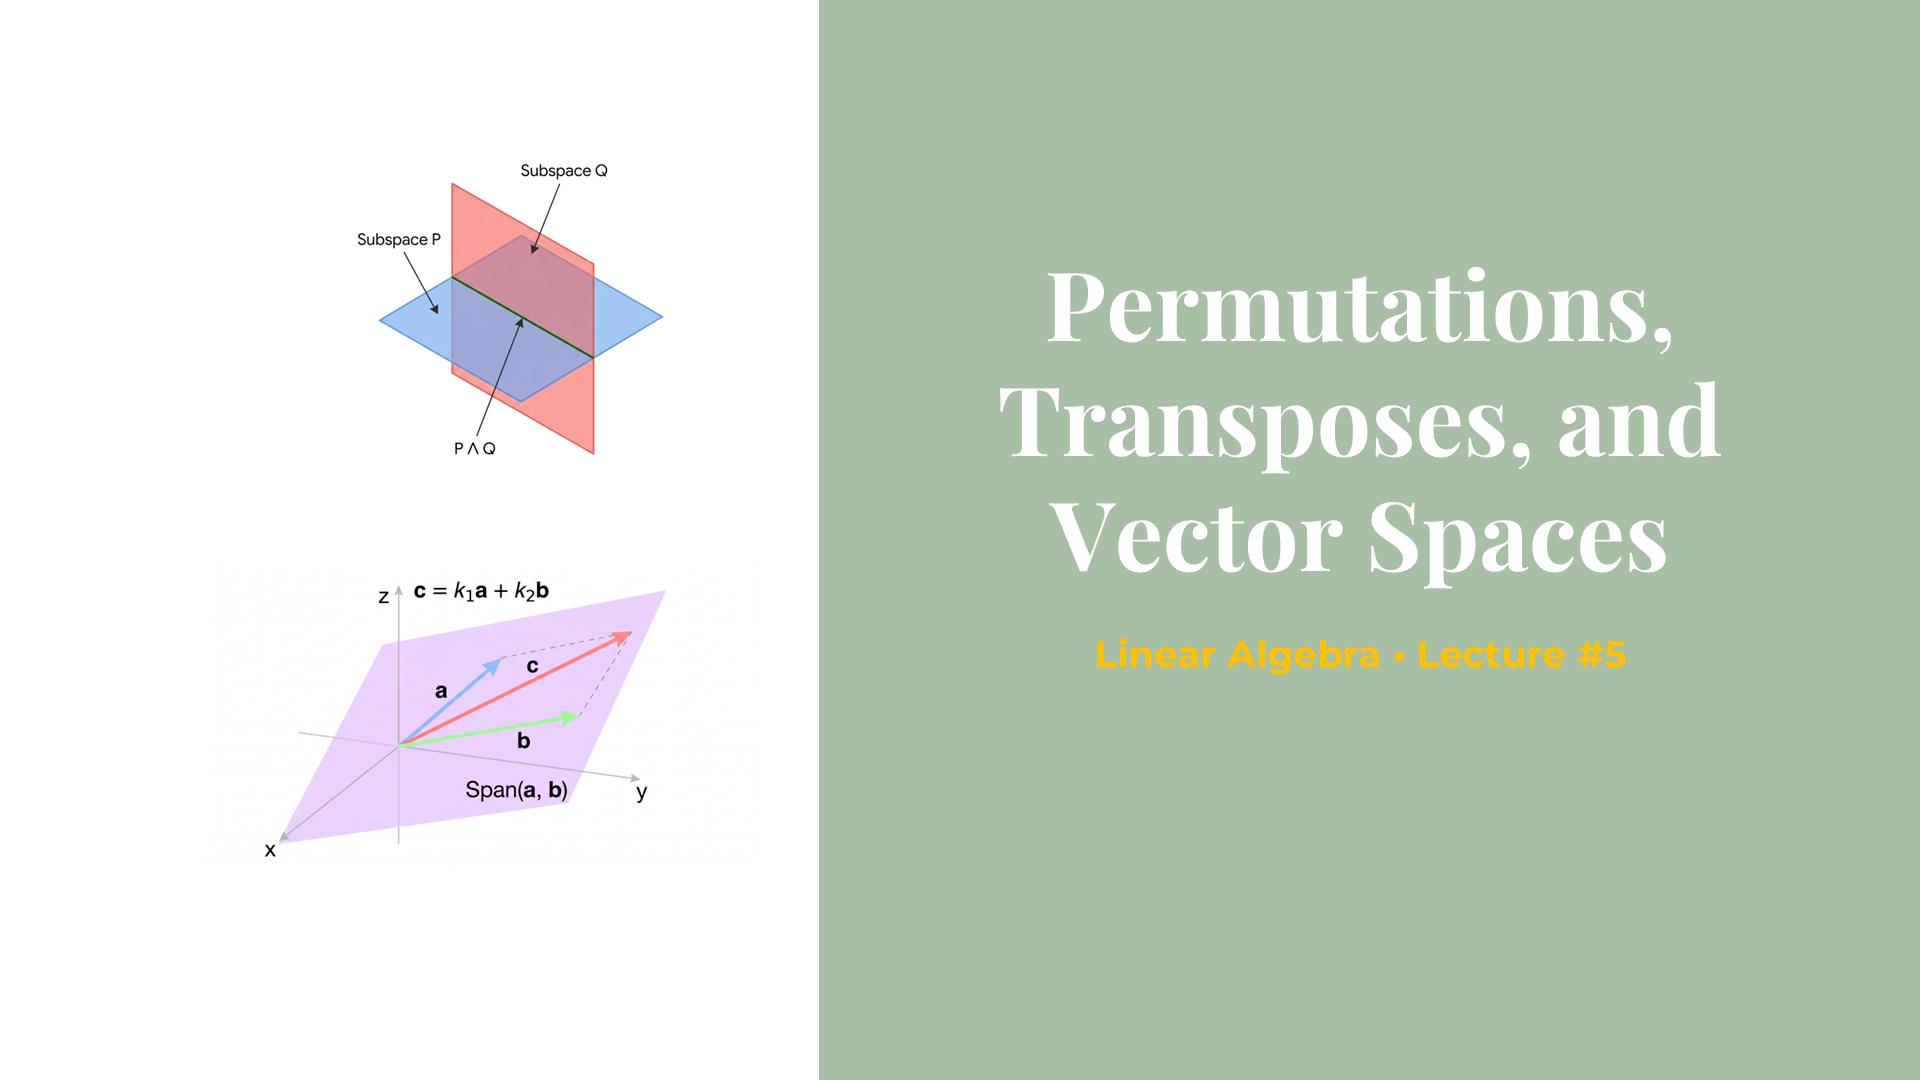 Subspace Q
Subspace P
P ∧ Q
z
c = k₁a + k₂b
c
a
b
Span(a, b)
y
x
Permutations,
Transposes, and
Vector Spaces
Linear Algebra • Lecture #5